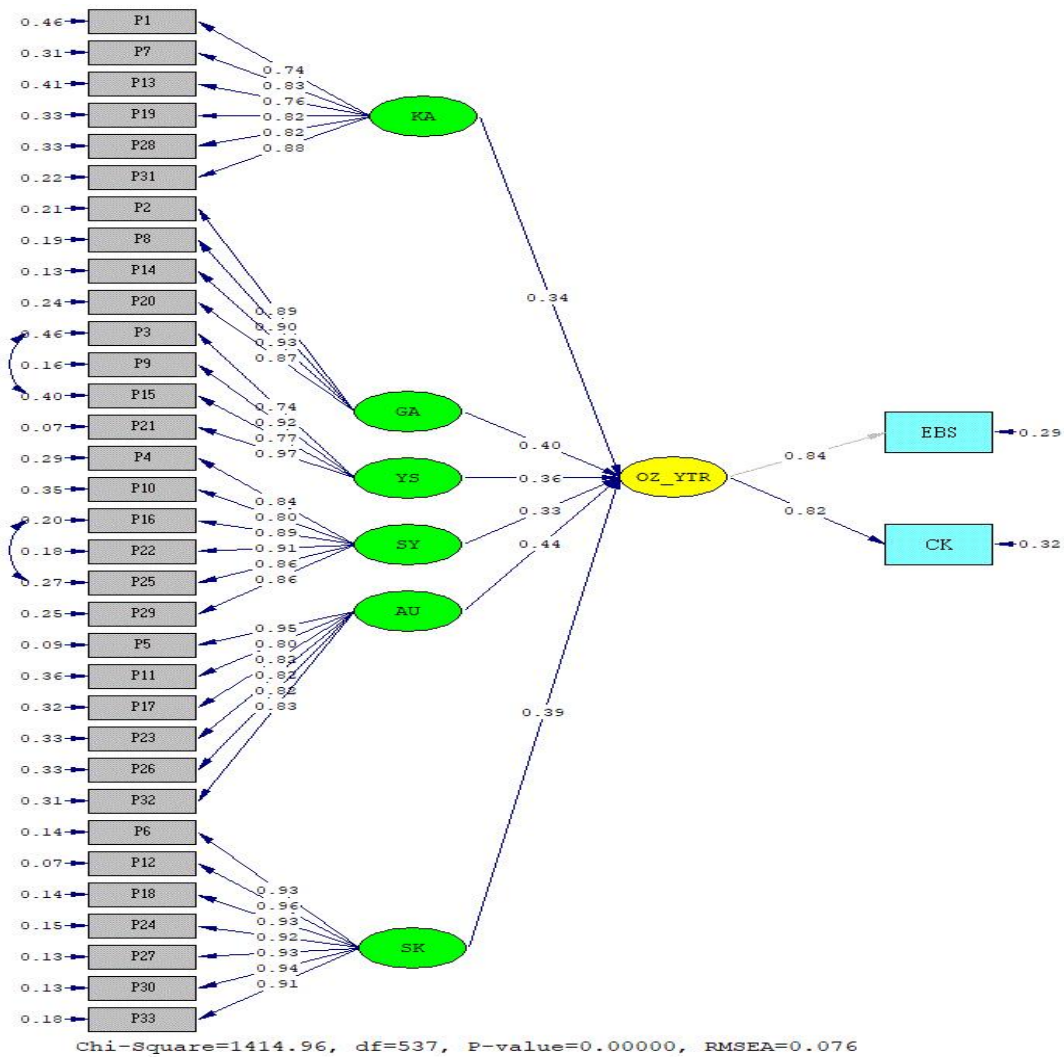 0.46 P1
0.31 P7
0.74
0.83
0.41 P13
0.76
0.33 P19
0.82
KA
0.82
0.33 P28
0.88
0.22 P31
0.21 P2
0.19 P8
0.13 P14
0.34
0.24 P20
0.89
0.90
0.46 P3
0.93
0.87
0.16 P9
0.40 P15
0.74
GA
0.07 P21
0.92
0.77
0.97
0.40
EBS 0.29
0.29 P4
0.84
YS
0.36
OZ_YTR
0.35 P10
0.84
0.80
0.20 P16
0.89
0.33
0.82
0.18 P22
0.91
SY
0.44
CK 0.32
0.27 P25
0.86
0.86
0.25 P29
AU
0.09 P5
0.95
0.80
0.36 P11
0.82
0.82
0.32 P17
0.82
0.83
0.39
0.33 P23
0.33 P26
0.31 P32
0.14 P6
0.07 P12
0.93
0.14 P18
0.96
0.93
0.15 P24
0.92
0.93
SK
0.13 P27
0.94
0.13 P30
0.91
0.18 P33
Chi-Square=1414.96, df=537, P-value=0.00000, RMSEA=0.076